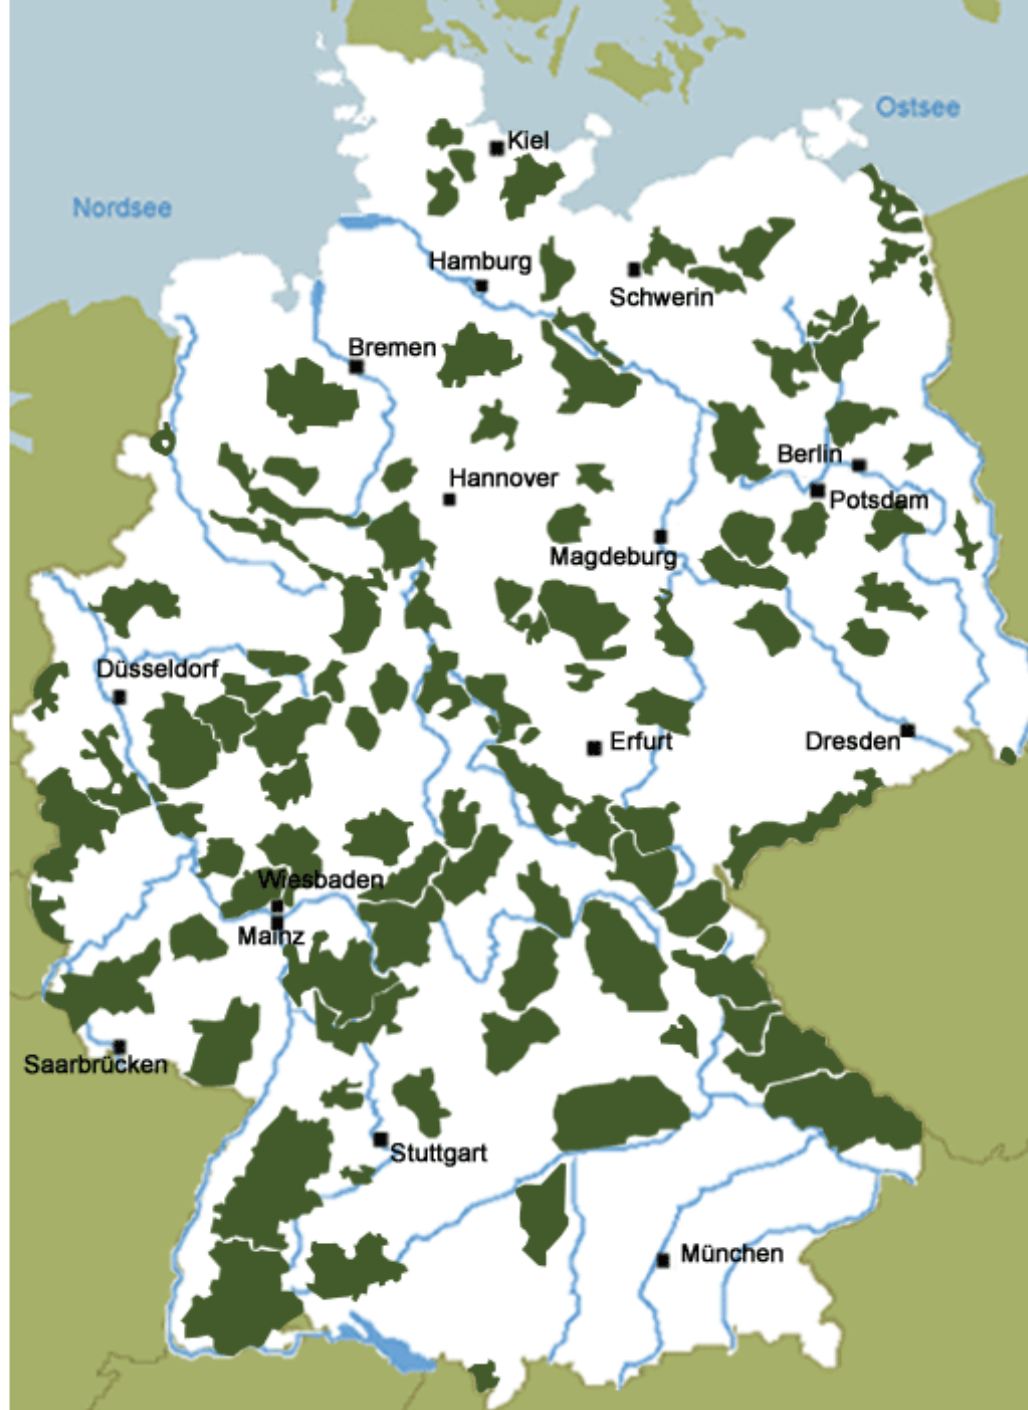 Ostsee
Kiel
Nordsee
Hamburg
Schwerin
Bremen
Berlin
Hannover
Potsdam
Magdeburg
Düsseldorf
Erfurt
Dresden
Wiesbaden
Mainz
Saarbrücken
Stuttgart
München